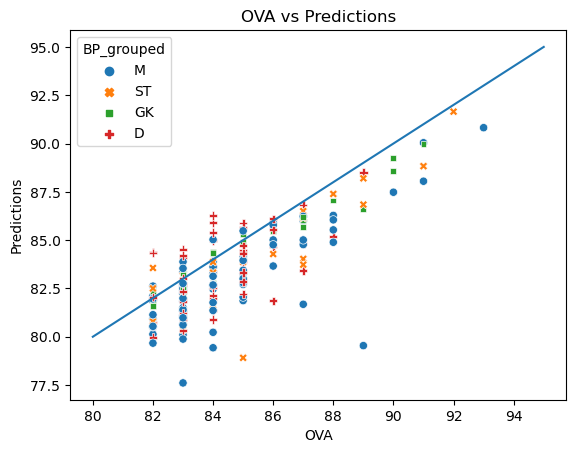 OVA vs Predictions
BP_grouped
M
ST
GK
D
Predictions
95.0
92.5
90.0
87.5
85.0
82.5
80.0
77.5
80 82 84 86 88 90 92 94
OVA